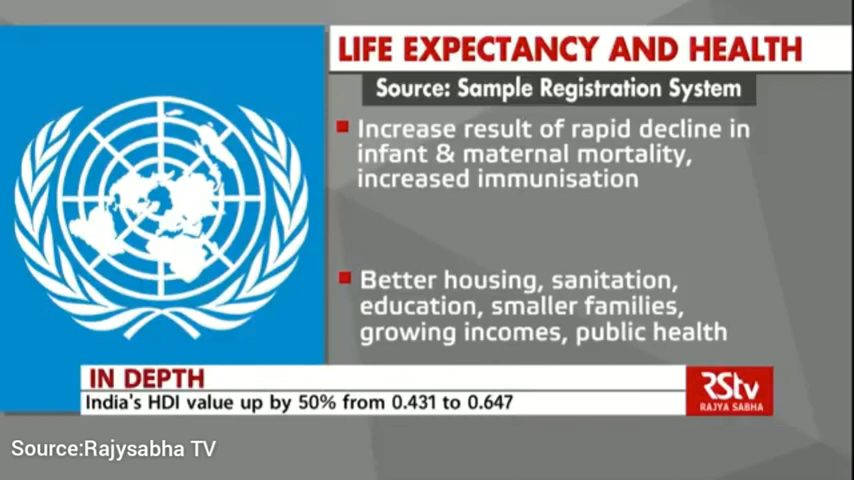 LIFE EXPECTANCY AND HEALTH
Source: Sample Registration System
Increase result of rapid decline in
infant & maternal mortality,
increased immunisation
Better housing, sanitation,
education, smaller families,
growing incomes, public health
IN DEPTH
India's HDI value up by 50% from 0.431 to 0.647
RStv
RAJYA SABHA
Source:Rajysabha TV